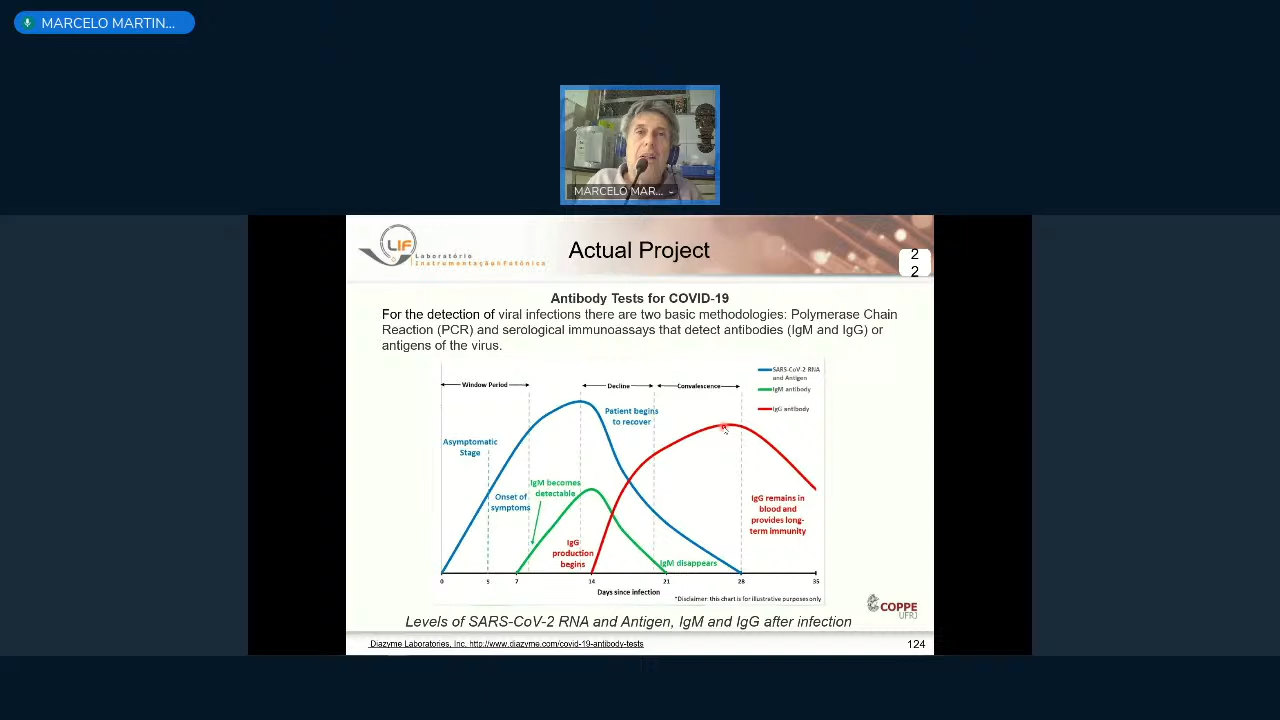 MARCELO MARTIN...
MARCELO MAR...
LIF
Laboratório
Instrumentação&Fotônica
Actual Project
2
2
Antibody Tests for COVID-19
For the detection of viral infections there are two basic methodologies: Polymerase Chain
Reaction (PCR) and serological immunoassays that detect antibodies (IgM and IgG) or
antigens of the virus.
Window Period
Decline
Convalescence
SARS-CoV-2 RNA
and Antigen
IgM antibody
IgG antibody
Patient begins
to recover
Asymptomatic
Stage
IgM becomes
detectable
Onset of
symptoms
IgG remains in
blood and
provides long-
term immunity
IgG
production
begins
IgM disappears
0 5 7 14 21 28 35
Days since infection
*Disclaimer: this chart is for illustrative purposes only
COPPE
UFRJ
Levels of SARS-CoV-2 RNA and Antigen, IgM and IgG after infection
Diazyme Laboratories, Inc. http://www.diazyme.com/covid-19-antibody-tests
124